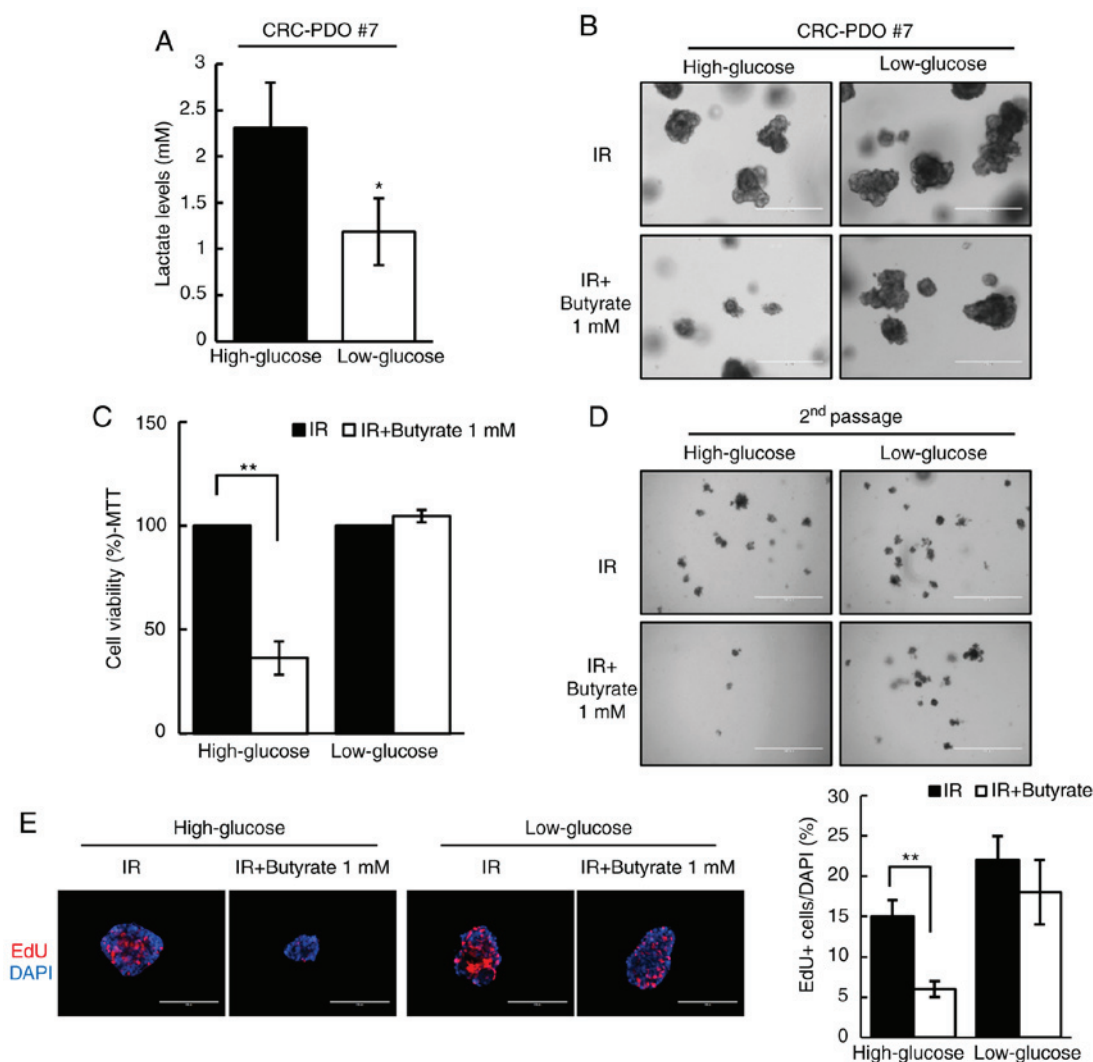 A
CRC-PDO #7
3
2.5
2
1.5
1
0.5
0
Lactate levels (mM)
*
High-glucose
Low-glucose
B
CRC-PDO #7
High-glucose
Low-glucose
IR
IR+
Butyrate
1 mM
C
150
100
50
0
Cell viability (%)-MTT
IR
IR+Butyrate 1 mM
**
High-glucose
Low-glucose
D
2nd passage
High-glucose
Low-glucose
IR
IR+
Butyrate
1 mM
E
High-glucose
Low-glucose
IR
IR+Butyrate 1 mM
IR
IR+Butyrate 1 mM
EdU
DAPI
30
25
20
15
10
5
0
EdU+ cells/DAPI (%)
IR
IR+Butyrate
**
High-glucose
Low-glucose